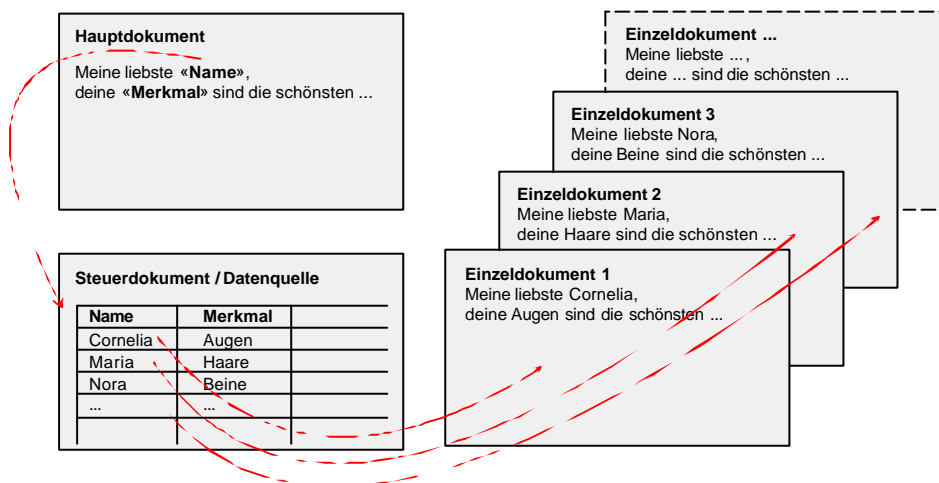 Hauptdokument
Meine liebste «Name»,
deine «Merkmal» sind die schönsten ...
Steuerdokument / Datenquelle
Name Merkmal
Cornelia Augen
Maria Haare
Nora Beine
... ...
Einzeldokument ...
Meine liebste ...,
deine ... sind die schönsten ...
Einzeldokument 3
Meine liebste Nora,
deine Beine sind die schönsten ...
Einzeldokument 2
Meine liebste Maria,
deine Haare sind die schönsten ...
Einzeldokument 1
Meine liebste Cornelia,
deine Augen sind die schönsten ...